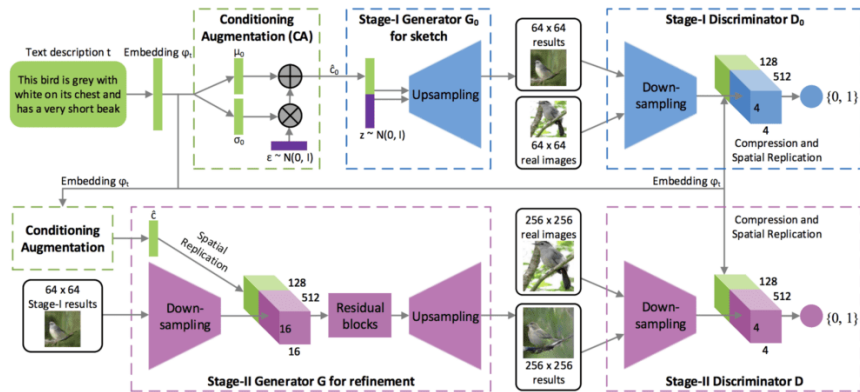 Text description t
This bird is grey with
white on its chest and
has a very short beak
Embedding φt
Conditioning
Augmentation (CA)
μ0
σ0
ε ~ N(0, I)
ĉ0
Stage-I Generator G0
for sketch
z ~ N(0, I)
Upsampling
64 x 64
results
64 x 64
real images
Stage-I Discriminator D0
Down-
sampling
128
512
4
4
{0, 1}
Compression and
Spatial Replication
Embedding φt
Embedding φt
Conditioning
Augmentation
ĉ
Spatial
Replication
64 x 64
Stage-I results
Down-
sampling
128
512
16
16
Residual
blocks
Upsampling
Stage-II Generator G for refinement
256 x 256
real images
256 x 256
results
Compression and
Spatial Replication
Down-
sampling
128
512
4
4
{0, 1}
Stage-II Discriminator D